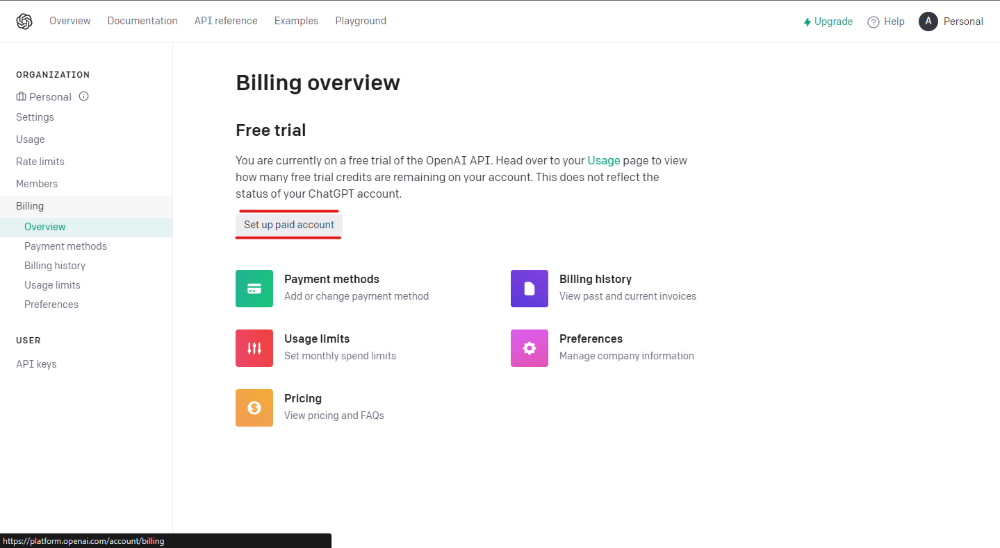 Overview Documentation API reference Examples Playground
Upgrade Help A Personal
ORGANIZATION
Personal
Settings
Usage
Rate limits
Members
Billing
Overview
Payment methods
Billing history
Usage limits
Preferences
USER
API keys
Billing overview
Free trial
You are currently on a free trial of the OpenAI API. Head over to your Usage page to view
how many free trial credits are remaining on your account. This does not reflect the
status of your ChatGPT account.
Set up paid account
Payment methods
Add or change payment method
Billing history
View past and current invoices
Usage limits
Set monthly spend limits
Preferences
Manage company information
Pricing
View pricing and FAQs
https://platform.openai.com/account/billing